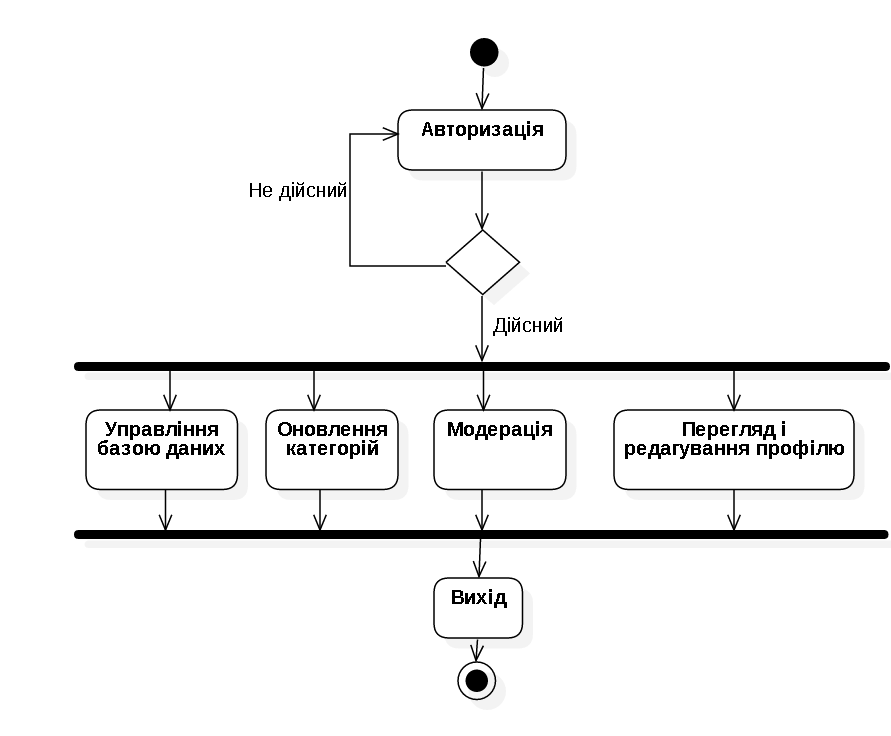 Авторизація
Не дійсний
Дійсний
Управління
базою даних
Оновлення
категорій
Модерація
Перегляд і
редагування профілю
Вихід